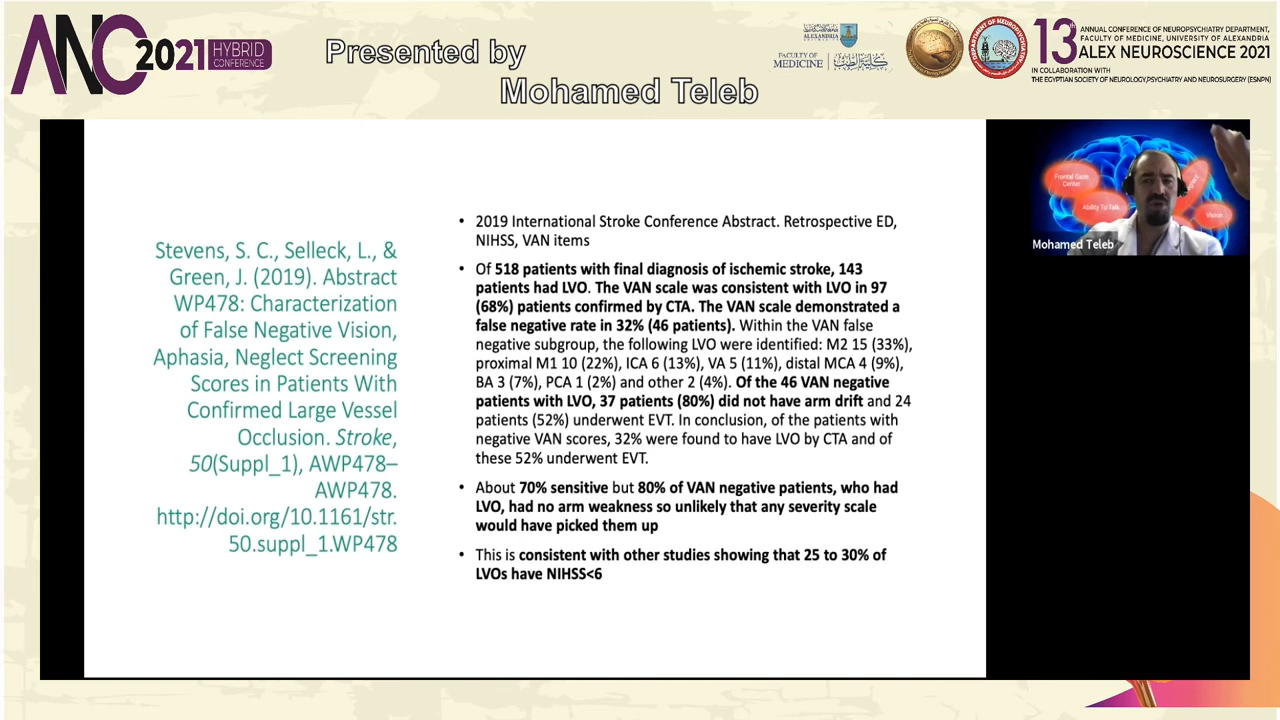 ANC 2021 HYBRID CONFERENCE
Presented by
Mohamed Teleb
ALEXANDRIA
FACULTY OF MEDICINE
كلية الطب
DEPARTMENT OF NEUROPSYCHIATRY
13th ANNUAL CONFERENCE OF NEUROPSYCHIATRY DEPARTMENT,
FACULTY OF MEDICINE, UNIVERSITY OF ALEXANDRIA
ALEX NEUROSCIENCE 2021
IN COLLABORATION WITH
THE EGYPTIAN SOCIETY OF NEUROLOGY,PSYCHIATRY AND NEUROSURGERY (ESNPN)
Stevens, S. C., Selleck, L., &
Green, J. (2019). Abstract
WP478: Characterization
of False Negative Vision,
Aphasia, Neglect Screening
Scores in Patients With
Confirmed Large Vessel
Occlusion. Stroke,
50(Suppl_1), AWP478–
AWP478.
http://doi.org/10.1161/str.
50.suppl_1.WP478
• 2019 International Stroke Conference Abstract. Retrospective ED,
NIHSS, VAN items
• Of 518 patients with final diagnosis of ischemic stroke, 143
patients had LVO. The VAN scale was consistent with LVO in 97
(68%) patients confirmed by CTA. The VAN scale demonstrated a
false negative rate in 32% (46 patients). Within the VAN false
negative subgroup, the following LVO were identified: M2 15 (33%),
proximal M1 10 (22%), ICA 6 (13%), VA 5 (11%), distal MCA 4 (9%),
BA 3 (7%), PCA 1 (2%) and other 2 (4%). Of the 46 VAN negative
patients with LVO, 37 patients (80%) did not have arm drift and 24
patients (52%) underwent EVT. In conclusion, of the patients with
negative VAN scores, 32% were found to have LVO by CTA and of
these 52% underwent EVT.
• About 70% sensitive but 80% of VAN negative patients, who had
LVO, had no arm weakness so unlikely that any severity scale
would have picked them up
• This is consistent with other studies showing that 25 to 30% of
LVOs have NIHSS<6
Frontal Gaze
Center
Ability To Talk
Vision
Mohamed Teleb